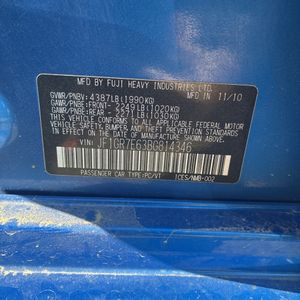 MFD BY FUJI HEAVY INDUSTRIES LTD.
GVWR/PNBV: 4387LB(1990KG) 11/10
GAWR/PNBE:FRONT- 2249LB(1020KG)
GAWR/PNBE:REAR - 2271LB(1030KG)
THIS VEHICLE CONFORMS TO ALL APPLICABLE FEDERAL MOTOR
VEHICLE SAFETY, BUMPER, AND THEFT PREVENTION STANDARDS
IN EFFECT ON THE DATE OF MANUFACTURE SHOWN ABOVE.
JF1GR7E63BG814346
PASSENGER CAR TYPE:PC/VT ICES/NMB-002